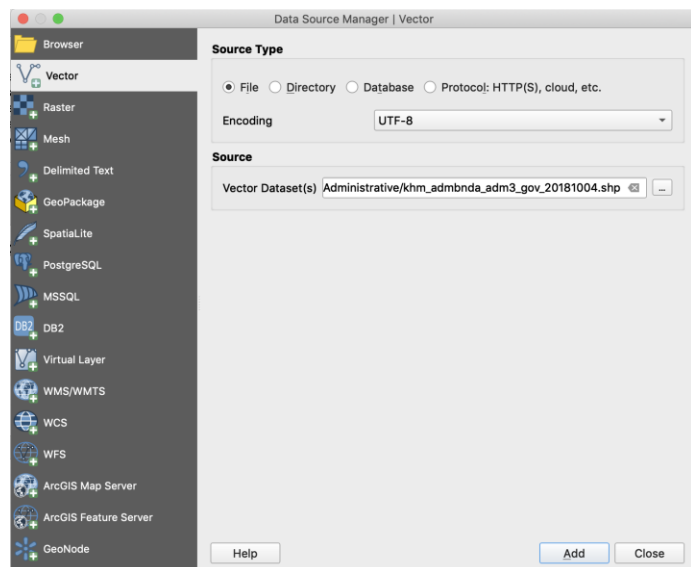 Data Source Manager | Vector
Browser
Vector
Raster
Mesh
Delimited Text
GeoPackage
SpatiaLite
PostgreSQL
MSSQL
DB2
DB2
Virtual Layer
WMS/WMTS
WCS
WFS
ArcGIS Map Server
ArcGIS Feature Server
GeoNode
Source Type
File Directory Database Protocol: HTTP(S), cloud, etc.
Encoding UTF-8
Source
Vector Dataset(s) Administrative/khm_admbnda_adm3_gov_20181004.shp ...
Help Add Close